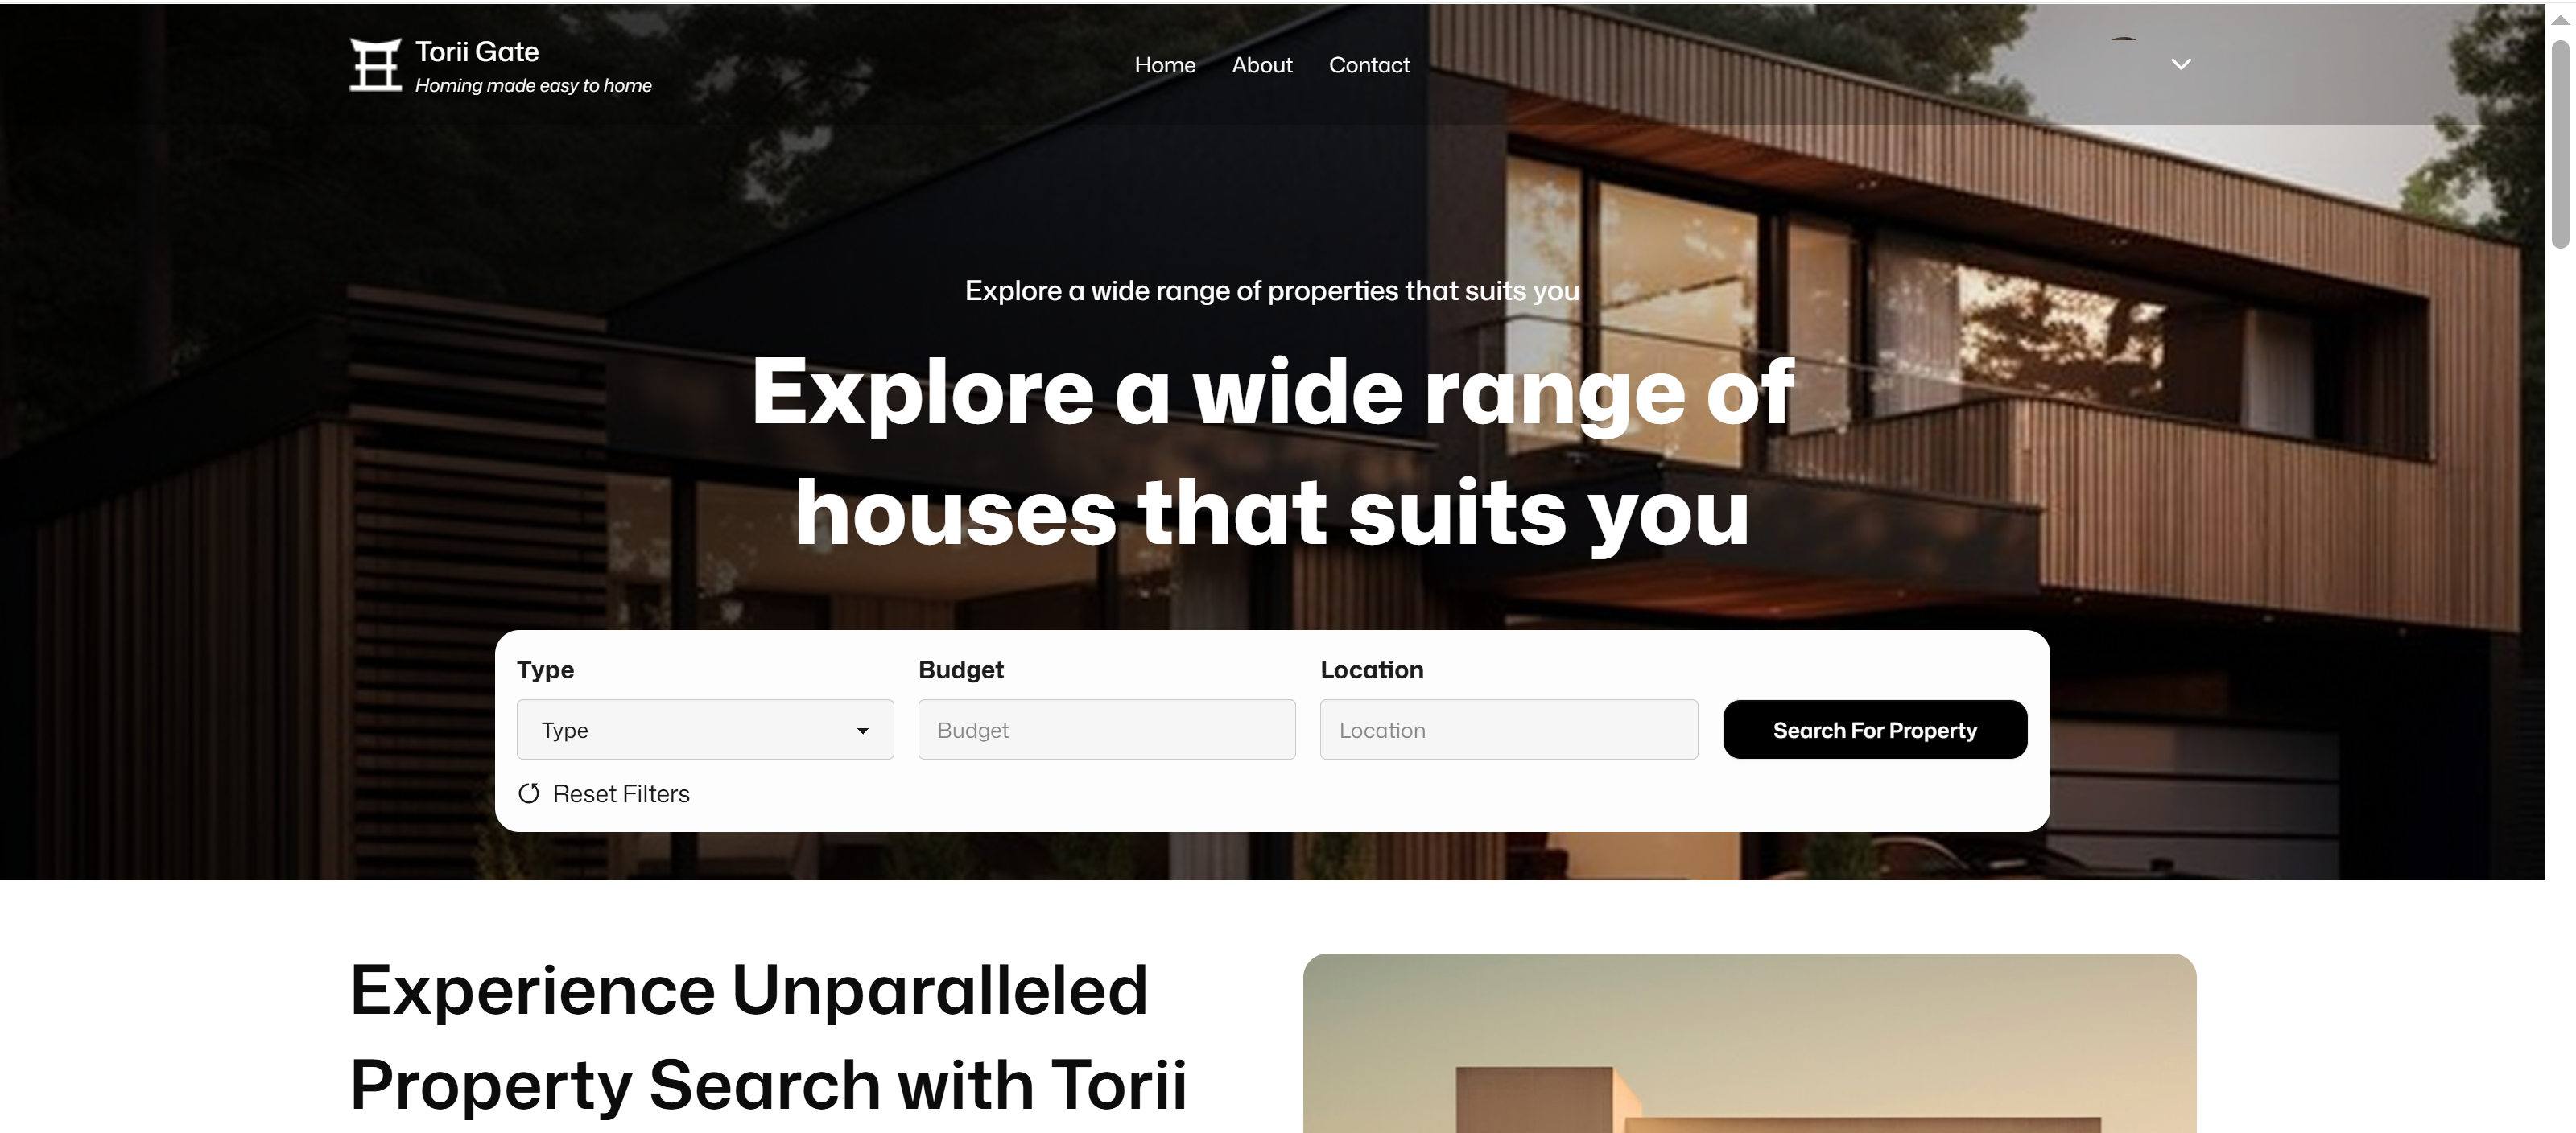 Torii Gate
Homing made easy to home
Home About Contact
Explore a wide range of properties that suits you
Explore a wide range of
houses that suits you
Type Budget Location
Type Budget Location Search For Property
Reset Filters
Experience Unparalleled
Property Search with Torii